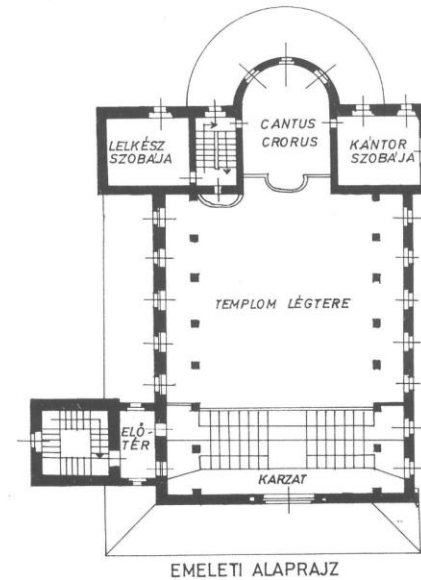 LELKÉSZ
SZOBÁJA
CANTUS
CRORUS
KÁNTOR
SZOBÁJA
TEMPLOM LÉGTERE
ELŐ-
TÉR
KARZAT
EMELETI ALAPRAJZ